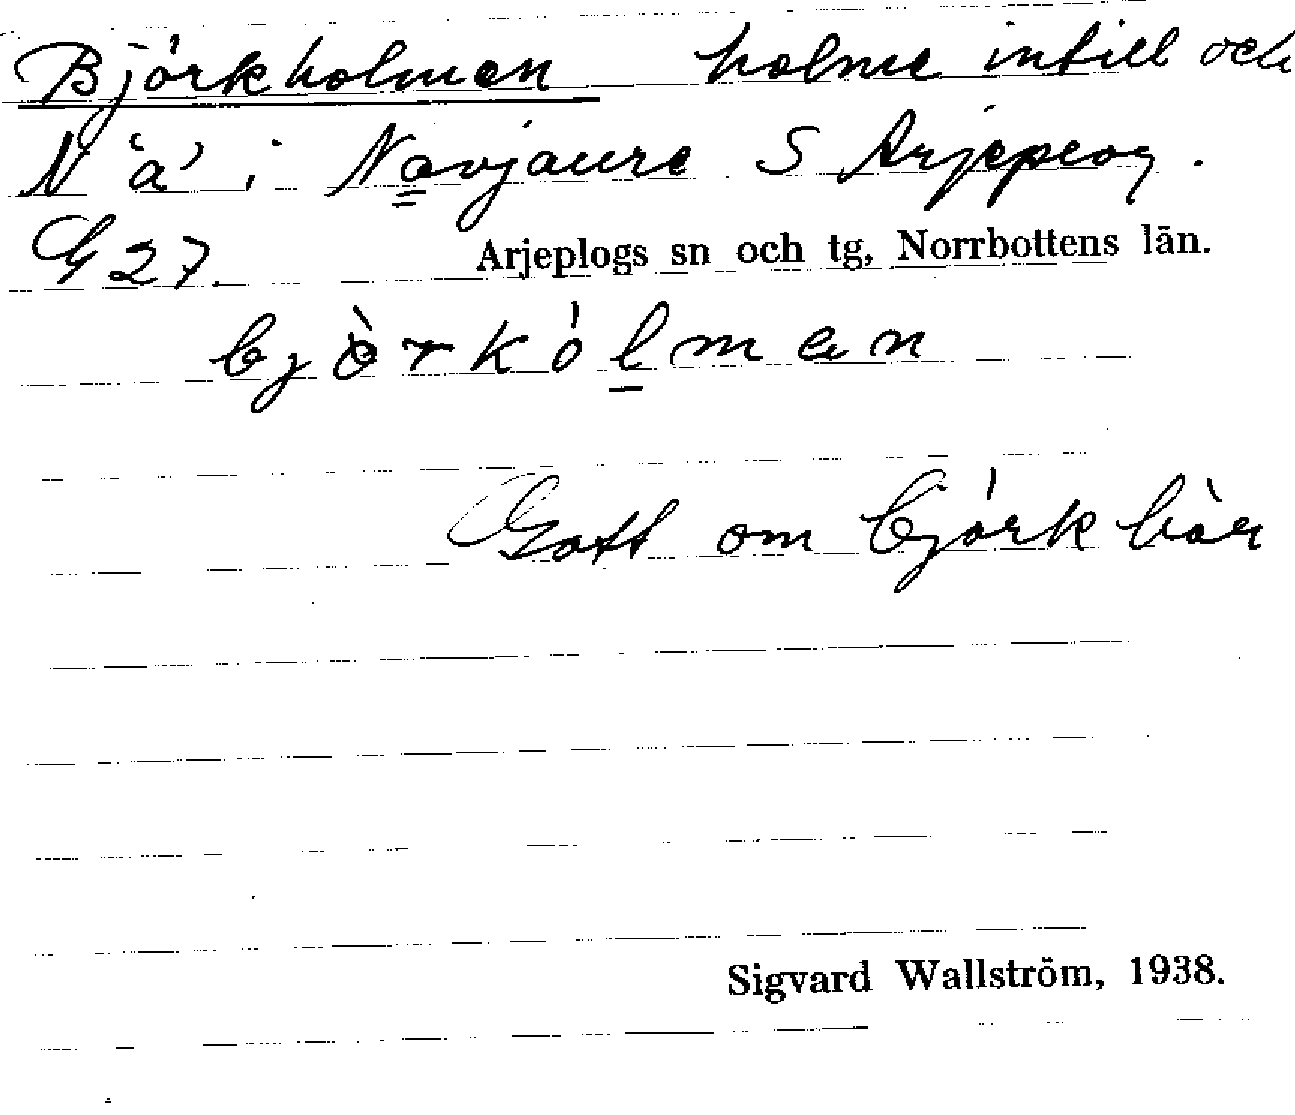 Björkholmen holme intill och
N 'a' i Navjaure S Arjeplog.
G 27. Arjeplogs sn och tg, Norrbottens län.
bjòrkólmen
Gott om björkbär
Sigvard Wallström, 1938.